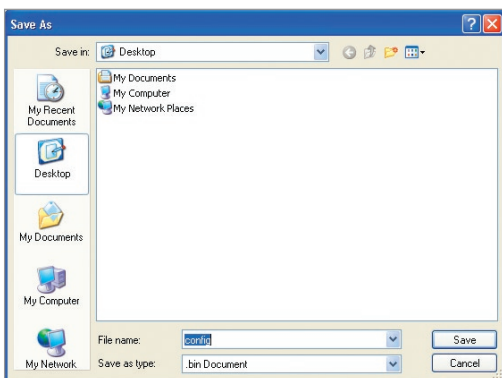 Save As
Save in: Desktop
My Recent
Documents
Desktop
My Documents
My Computer
My Network
My Documents
My Computer
My Network Places
File name: config
Save
Save as type: .bin Document
Cancel